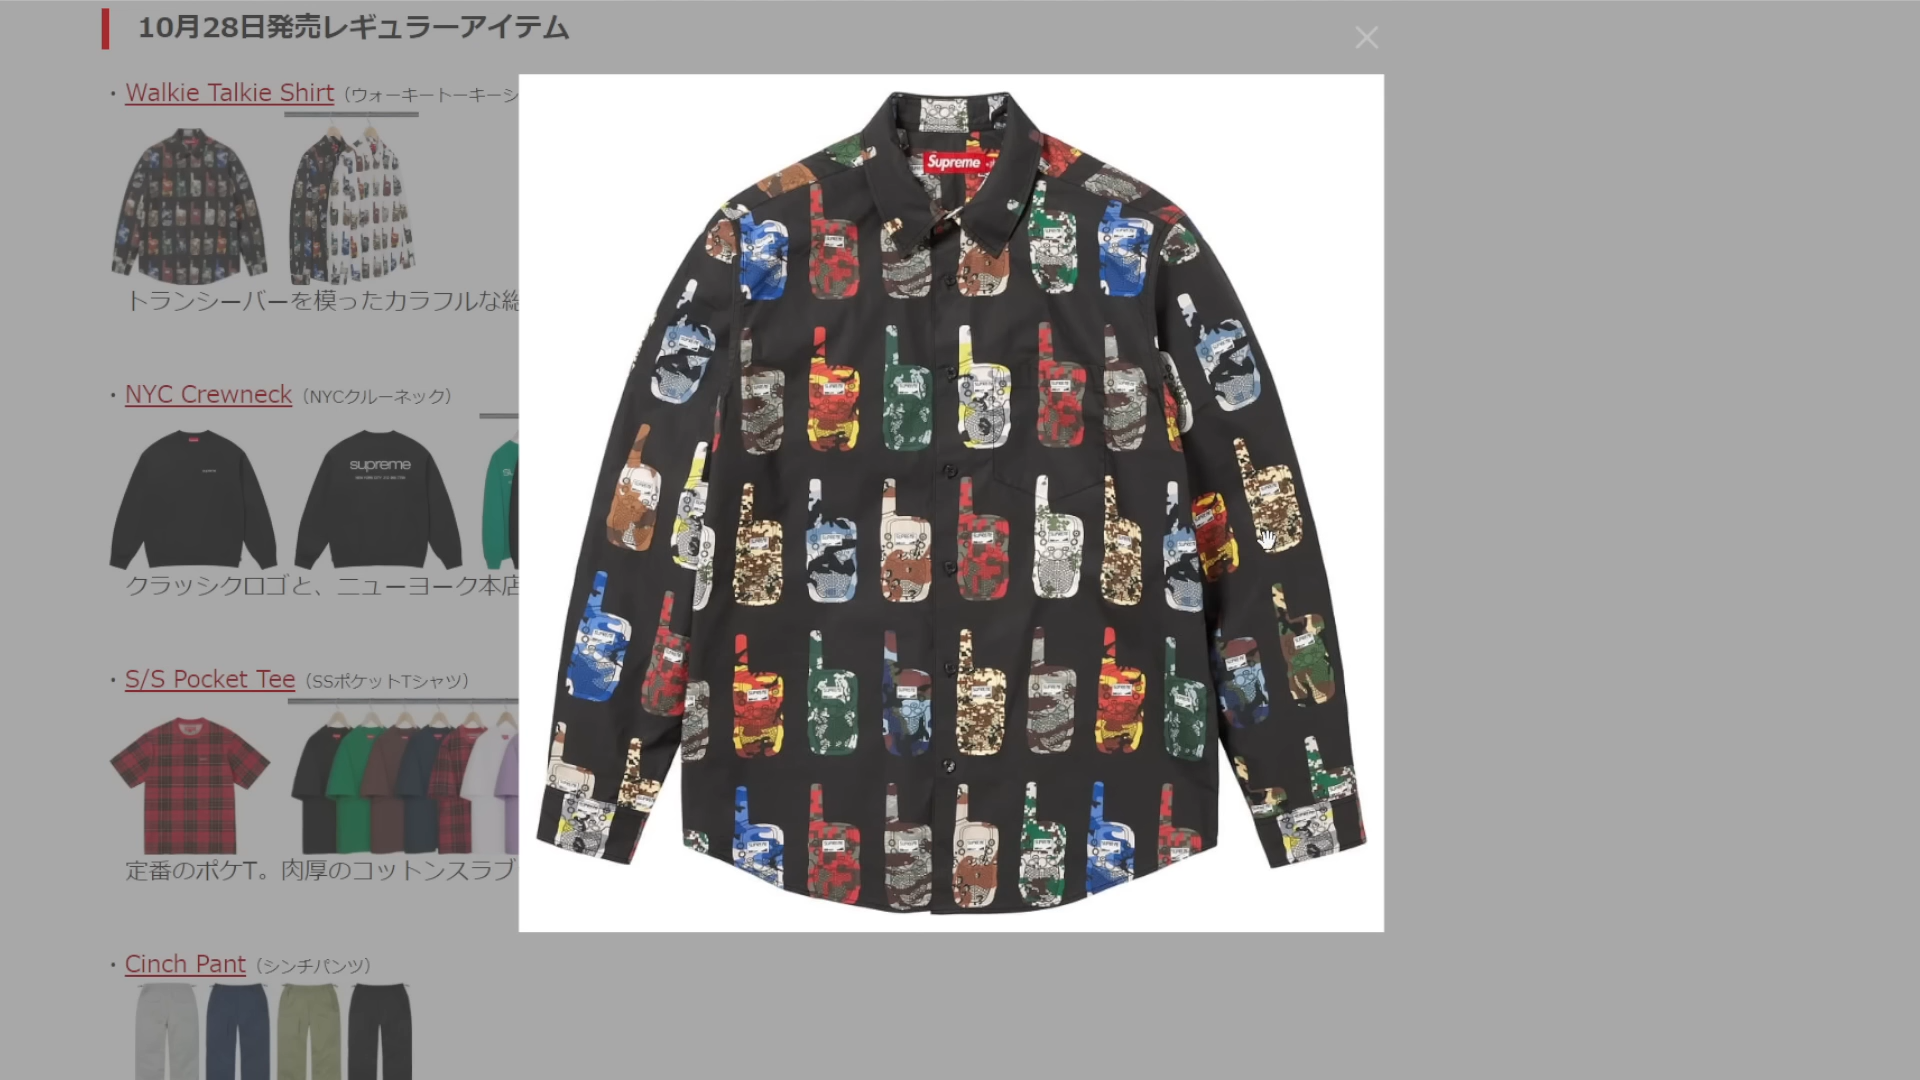 10月28日発売レギュラーアイテム
・Walkie Talkie Shirt（ウォーキートーキーシ
Supreme
トランシーバーを模ったカラフルな総
・NYC Crewneck（NYCクルーネック）
supreme
クラッシクロゴと、ニューヨーク本店
・S/S Pocket Tee（SSポケットTシャツ）
定番のポケT。肉厚のコットンスラブ
・Cinch Pant（シンチパンツ）